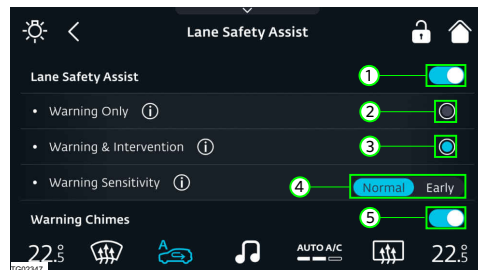 Lane Safety Assist
Lane Safety Assist
1
• Warning Only
2
• Warning & Intervention
3
• Warning Sensitivity
4
Normal Early
Warning Chimes
5
22.5 A AUTO A/C 22.5
TG02347